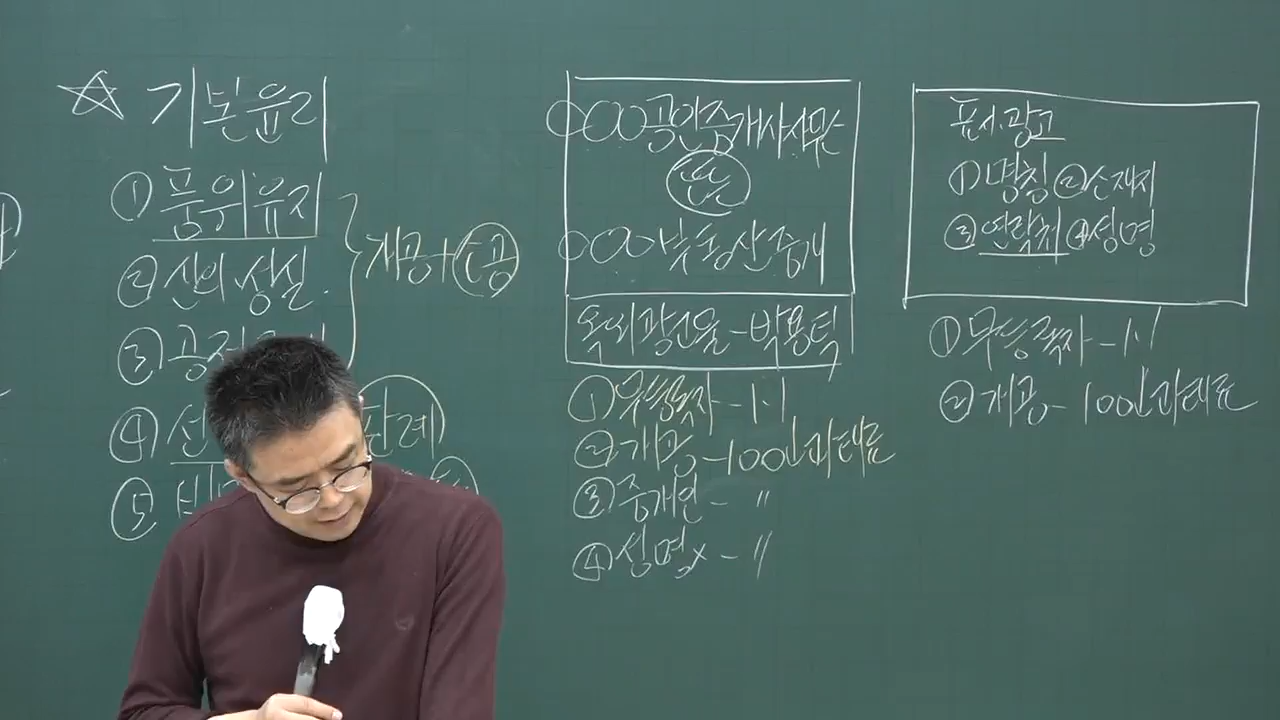 ☆ 기본윤리
① 품위유지
② 신의성실.
③ 공정
④ 선
⑤ 비
개공+소공
판례
○○○공인중개사사무소
또는
○○○부동산중개
옥외광고물-박용덕
① 무등록자-1-1
② 개공-100만과태료
③ 중개인-〃
④ 성명x-〃
표시.광고
① 명칭 ② 소재지
③ 연락처 ④ 성명
① 무등록자-1-1
② 개공-100만과태료